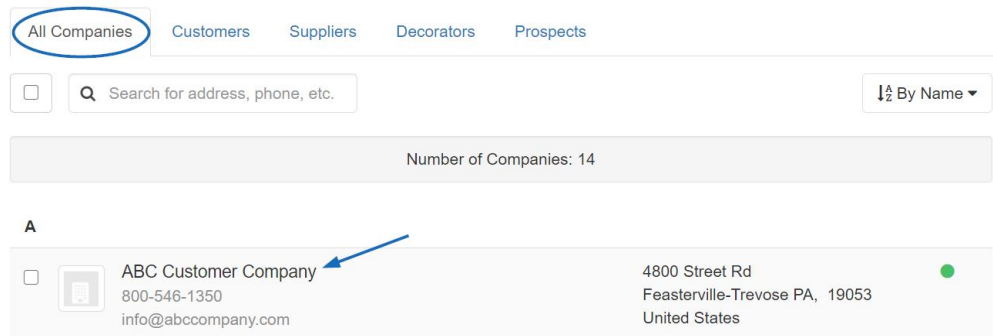 All Companies Customers Suppliers Decorators Prospects
Search for address, phone, etc. By Name
Number of Companies: 14
A
ABC Customer Company 4800 Street Rd
800-546-1350 Feasterville-Trevose PA, 19053
info@abccompany.com United States